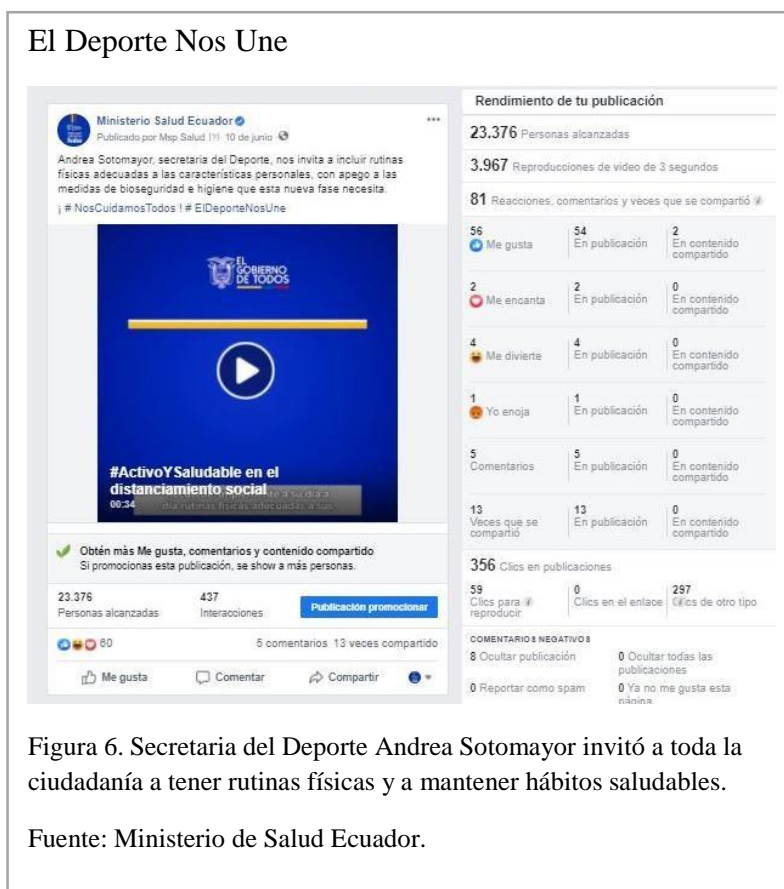 El Deporte Nos Une
Ministerio Salud Ecuador
Publicado por Msp Salud 10 de junio
Andrea Sotomayor, secretaria del Deporte, nos invita a incluir rutinas
físicas adecuadas a las características personales, con apego a las
medidas de bioseguridad e higiene que esta nueva fase necesita.
¡ # NosCuidamosTodos ! # ElDeporteNosUne
EL
GOBIERNO
DE TODOS
#ActivoYSaludable en el
distanciamiento social
00:34
a su día a
día rutinas físicas adecuadas a sus
Obtén más Me gusta, comentarios y contenido compartido
Si promocionas esta publicación, se show a más personas.
23.376
Personas alcanzadas
437
Interacciones
Publicación promocionar
60
5 comentarios 13 veces compartido
Me gusta
Comentar
Compartir
Rendimiento de tu publicación
23.376 Personas alcanzadas
3.967 Reproducciones de video de 3 segundos
81 Reacciones, comentarios y veces que se compartió
56
Me gusta
54
En publicación
2
En contenido
compartido
2
Me encanta
2
En publicación
0
En contenido
compartido
4
Me divierte
4
En publicación
0
En contenido
compartido
1
Yo enoja
1
En publicación
0
En contenido
compartido
5
Comentarios
5
En publicación
0
En contenido
compartido
13
Veces que se
compartió
13
En publicación
0
En contenido
compartido
356 Clics en publicaciones
59
Clics para
reproducir
0
Clics en el enlace
297
Clics de otro tipo
COMENTARIOS NEGATIVOS
8 Ocultar publicación
0 Ocultar todas las
publicaciones
0 Reportar como spam
0 Ya no me gusta esta
página
Figura 6. Secretaria del Deporte Andrea Sotomayor invitó a toda la
ciudadanía a tener rutinas físicas y a mantener hábitos saludables.
Fuente: Ministerio de Salud Ecuador.